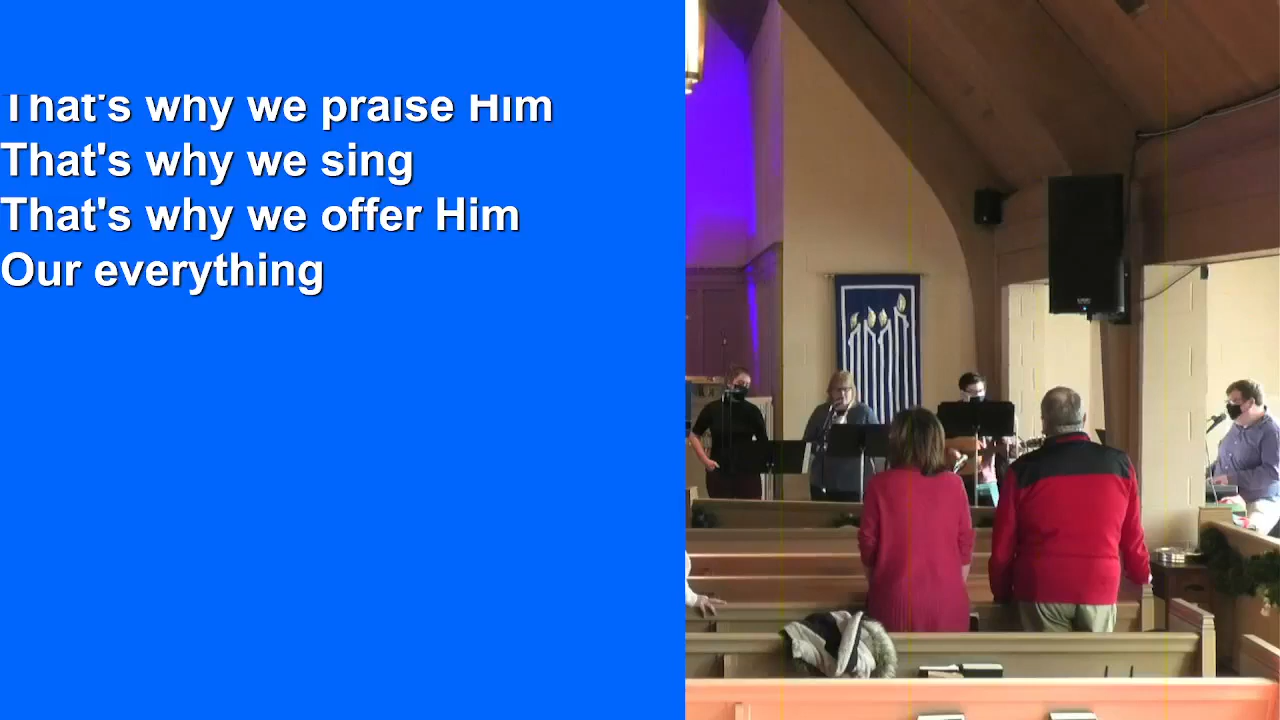 That's why we praise Him
That's why we sing
That's why we offer Him
Our everything